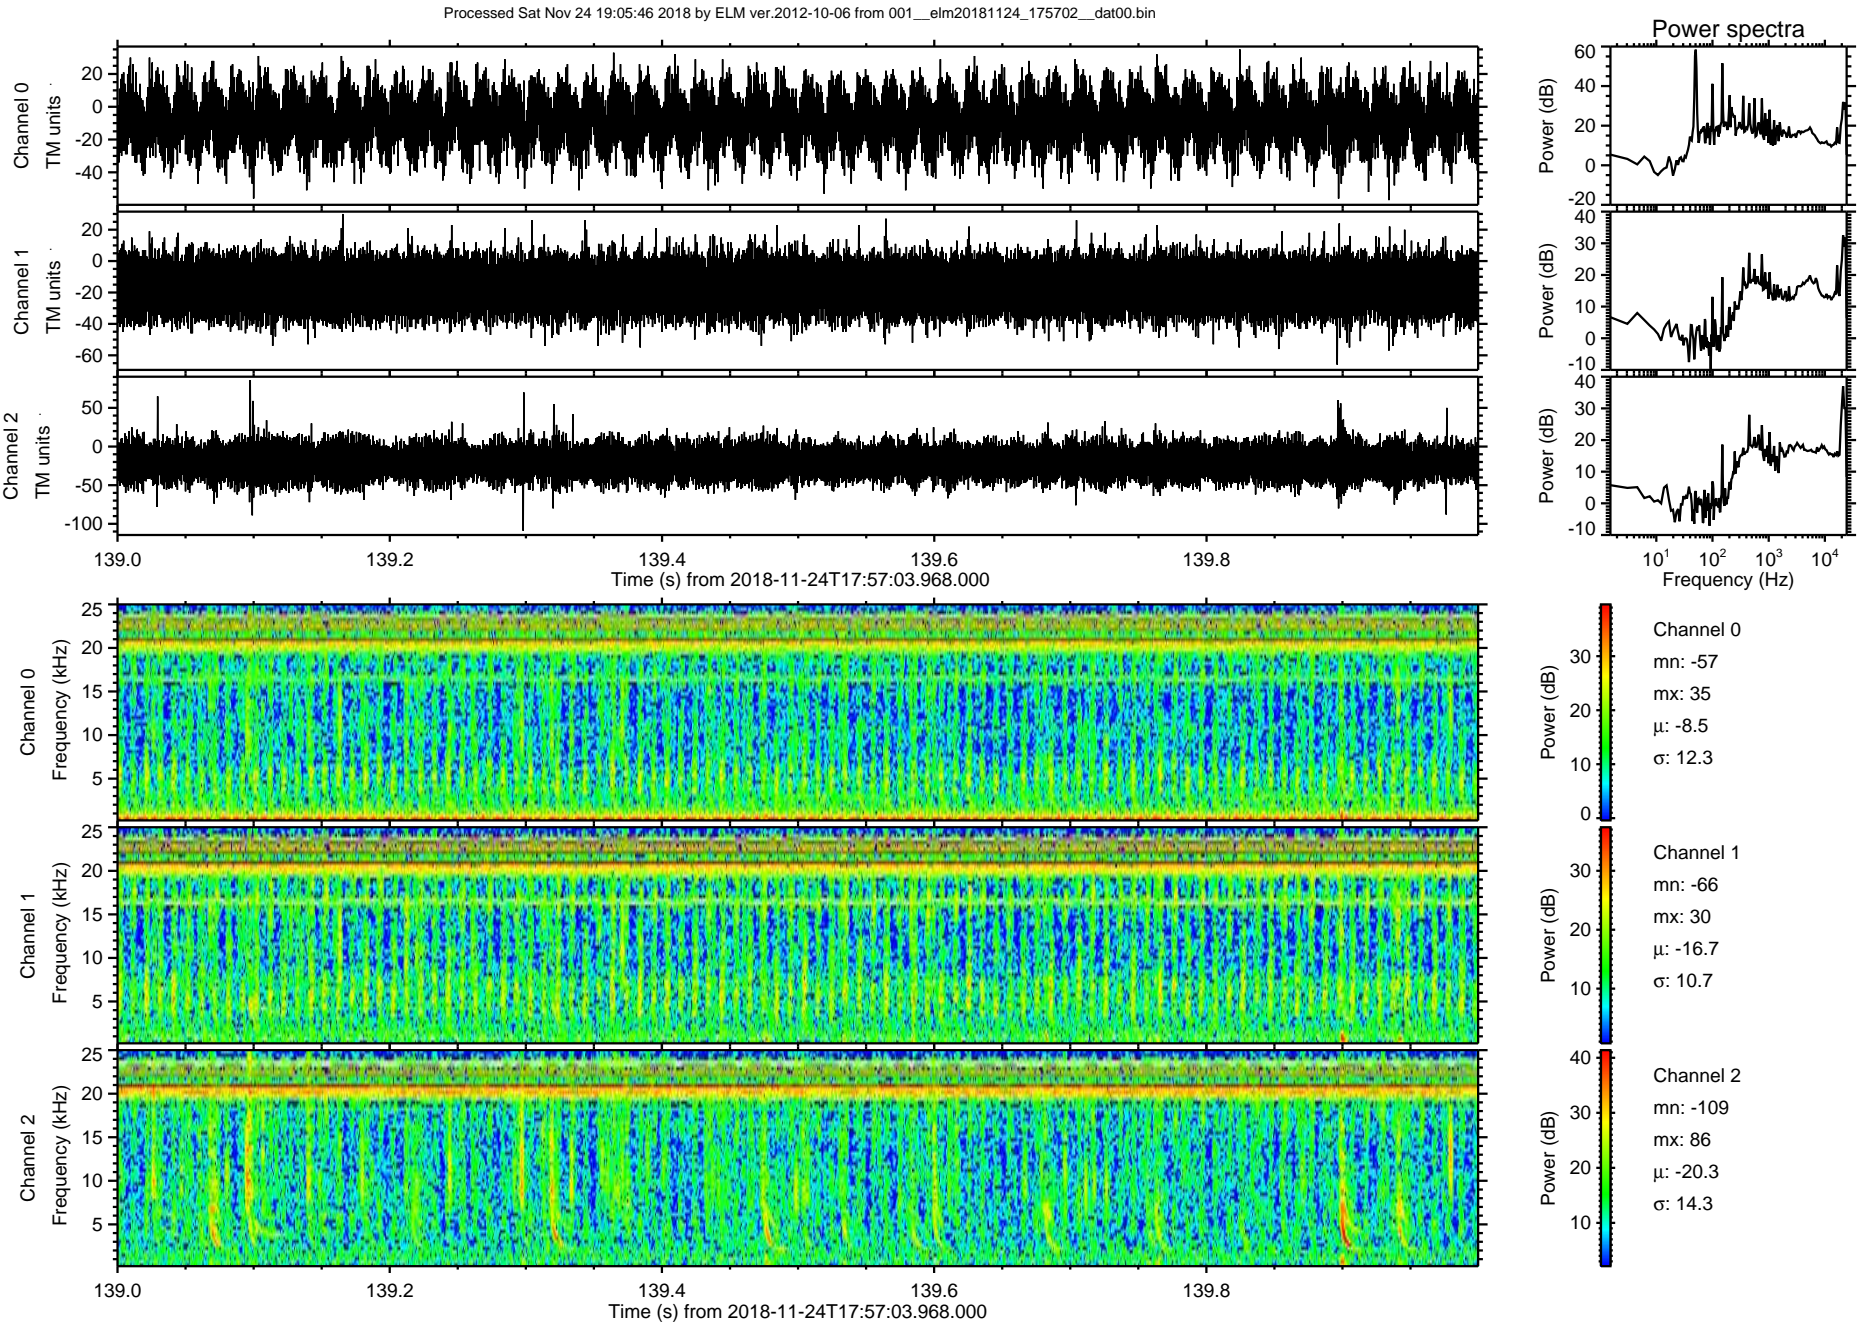 Processed Sat Nov 24 19:05:46 2018 by ELM ver.2012-10-06 from 001__elm20181124_175702__dat00.bin
Power spectra
Channel 0
TM units
20
0
-20
-40
Power (dB)
60
40
20
0
-20
Channel 1
TM units
20
0
-20
-40
-60
Power (dB)
40
30
20
10
0
-10
Channel 2
TM units
50
0
-50
-100
Power (dB)
40
30
20
10
0
-10
139.0 139.2 139.4 139.6 139.8
Time (s) from 2018-11-24T17:57:03.968.000
10^1 10^2 10^3 10^4
Frequency (Hz)
Channel 0
Frequency (kHz)
25
20
15
10
5
Power (dB)
30
20
10
0
Channel 0
mn: -57
mx: 35
μ: -8.5
σ: 12.3
Channel 1
Frequency (kHz)
25
20
15
10
5
Power (dB)
30
20
10
Channel 1
mn: -66
mx: 30
μ: -16.7
σ: 10.7
Channel 2
Frequency (kHz)
25
20
15
10
5
Power (dB)
40
30
20
10
Channel 2
mn: -109
mx: 86
μ: -20.3
σ: 14.3
139.0 139.2 139.4 139.6 139.8
Time (s) from 2018-11-24T17:57:03.968.000